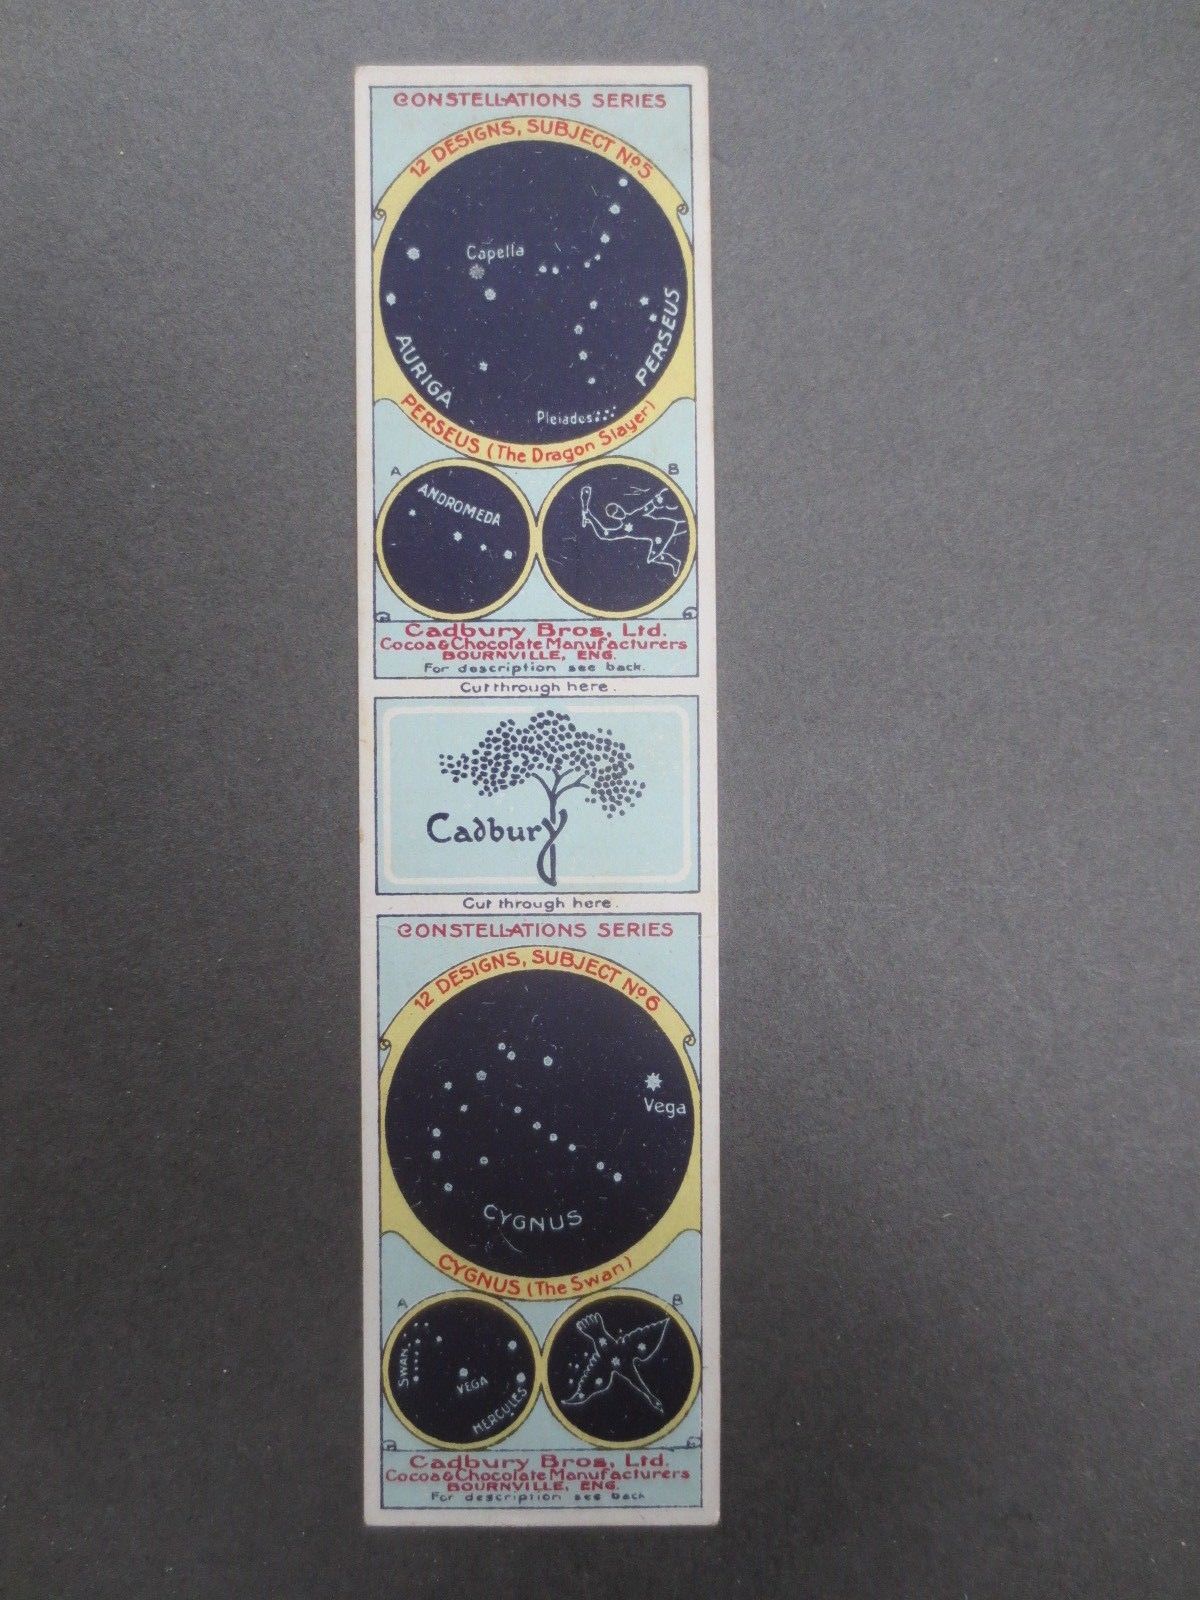 CONSTELLATIONS SERIES
12 DESIGNS, SUBJECT No5
Capella
AURIGA
PERSEUS
Pleiades
PERSEUS (The Dragon Slayer)
A
B
ANDROMEDA
Cadbury Bros, Ltd.
Cocoa & Chocolate Manufacturers
BOURNVILLE, ENG.
For description see back.
Cut through here.
Cadbury
Cut through here.
CONSTELLATIONS SERIES
12 DESIGNS, SUBJECT No6
Vega
CYGNUS
CYGNUS (The Swan)
A
B
SWAN
VEGA
HERCULES
Cadbury Bros, Ltd.
Cocoa & Chocolate Manufacturers
BOURNVILLE, ENG.
For description see back